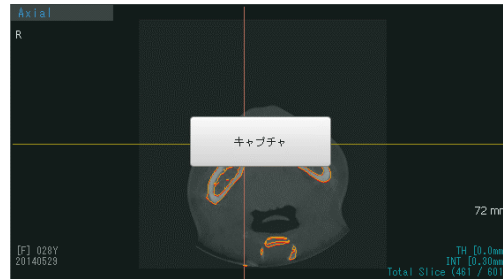 Axial
R
キャプチャ
72 mm
[F] 028Y
20140529
TH [0.0mm
INT [0.30mm
Total Slice (461 / 601